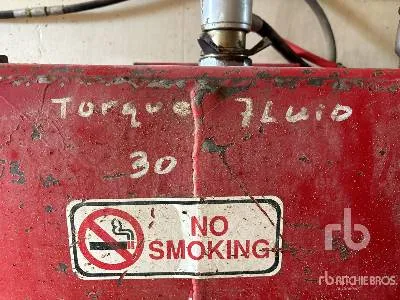 Torque Fluid
30
NO
SMOKING
rb
RITCHIE BROS.